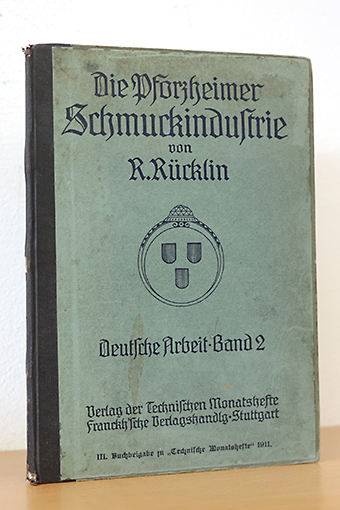 Die Pforzheimer
Schmuckindustrie
von
R. Rücklin
Deutsche Arbeit-Band 2
Verlag der Technischen Monatshefte
Franckh'sche Verlagshandlg-Stuttgart
III. Buchbeigabe zu „Technische Monatshefte" 1911.